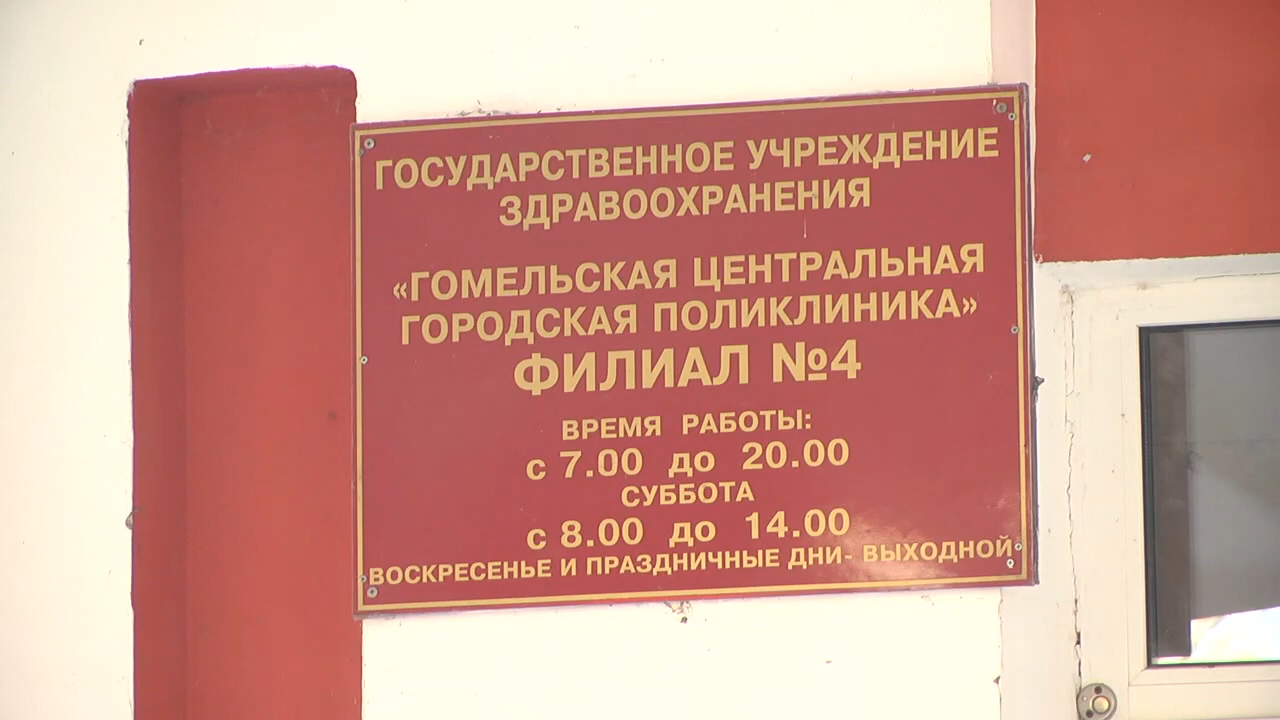 ГОСУДАРСТВЕННОЕ УЧРЕЖДЕНИЕ
ЗДРАВООХРАНЕНИЯ
«ГОМЕЛЬСКАЯ ЦЕНТРАЛЬНАЯ
ГОРОДСКАЯ ПОЛИКЛИНИКА»
ФИЛИАЛ №4
ВРЕМЯ РАБОТЫ:
с 7.00 до 20.00
СУББОТА
с 8.00 до 14.00
ВОСКРЕСЕНЬЕ И ПРАЗДНИЧНЫЕ ДНИ- ВЫХОДНОЙ